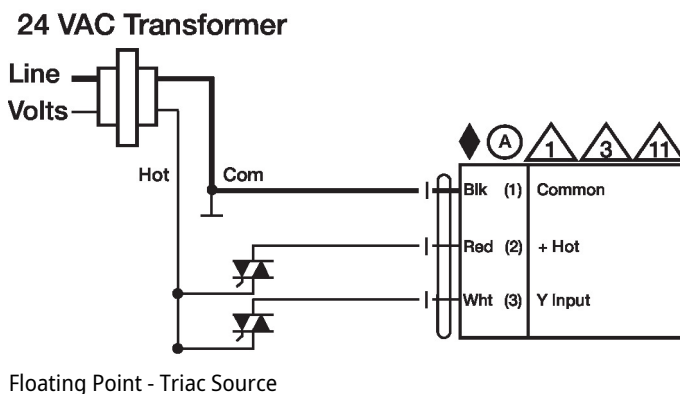 24 VAC Transformer
Line
Volts
Hot
Com
A
1
3
11
Blk (1) Common
Red (2) + Hot
Wht (3) Y Input
Floating Point - Triac Source